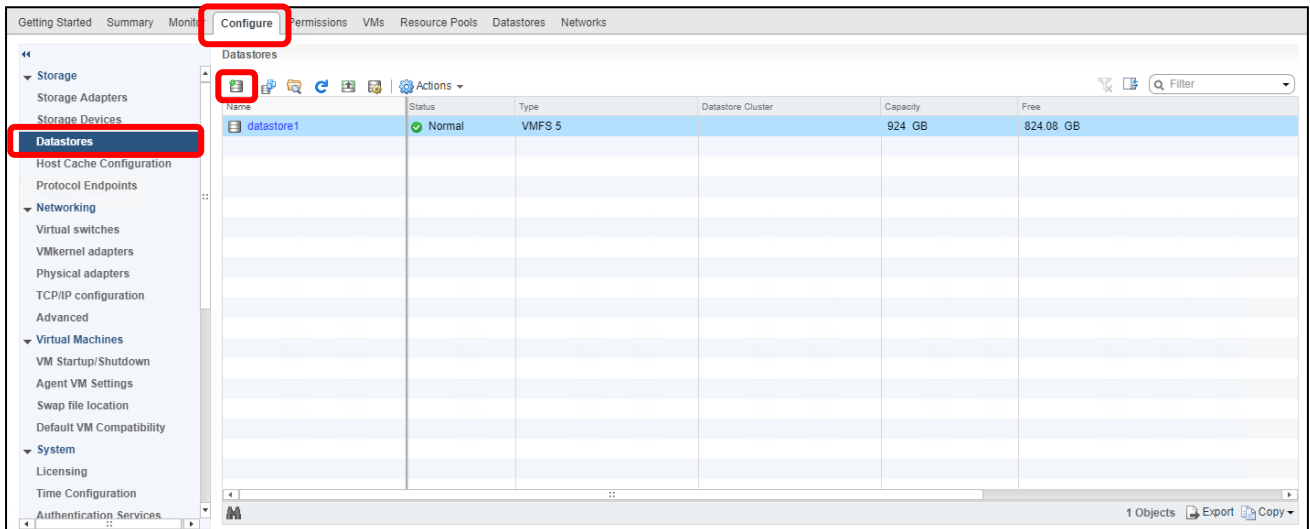 Getting Started Summary Monitor Configure Permissions VMs Resource Pools Datastores Networks
Storage
Storage Adapters
Storage Devices
Datastores
Host Cache Configuration
Protocol Endpoints
Networking
Virtual switches
VMkernel adapters
Physical adapters
TCP/IP configuration
Advanced
Virtual Machines
VM Startup/Shutdown
Agent VM Settings
Swap file location
Default VM Compatibility
System
Licensing
Time Configuration
Authentication Services
Datastores
Actions Filter
Name Status Type Datastore Cluster Capacity Free
datastore1 Normal VMFS 5 924 GB 824.08 GB
1 Objects Export Copy